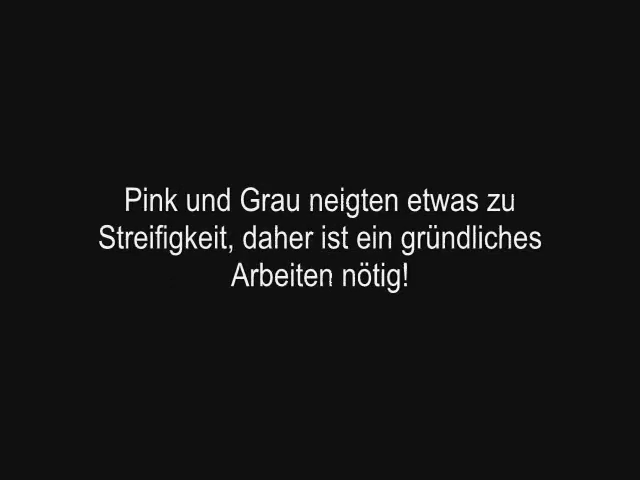 Pink und Grau neigten etwas zu
Streifigkeit, daher ist ein gründliches
Arbeiten nötig!